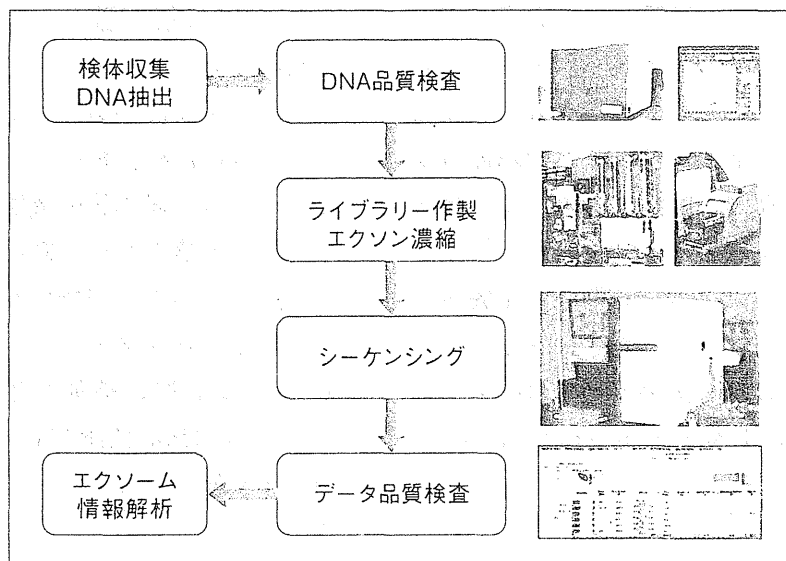 検体収集
DNA抽出
DNA品質検査
ライブラリー作製
エクソン濃縮
シーケンシング
データ品質検査
エクソーム
情報解析